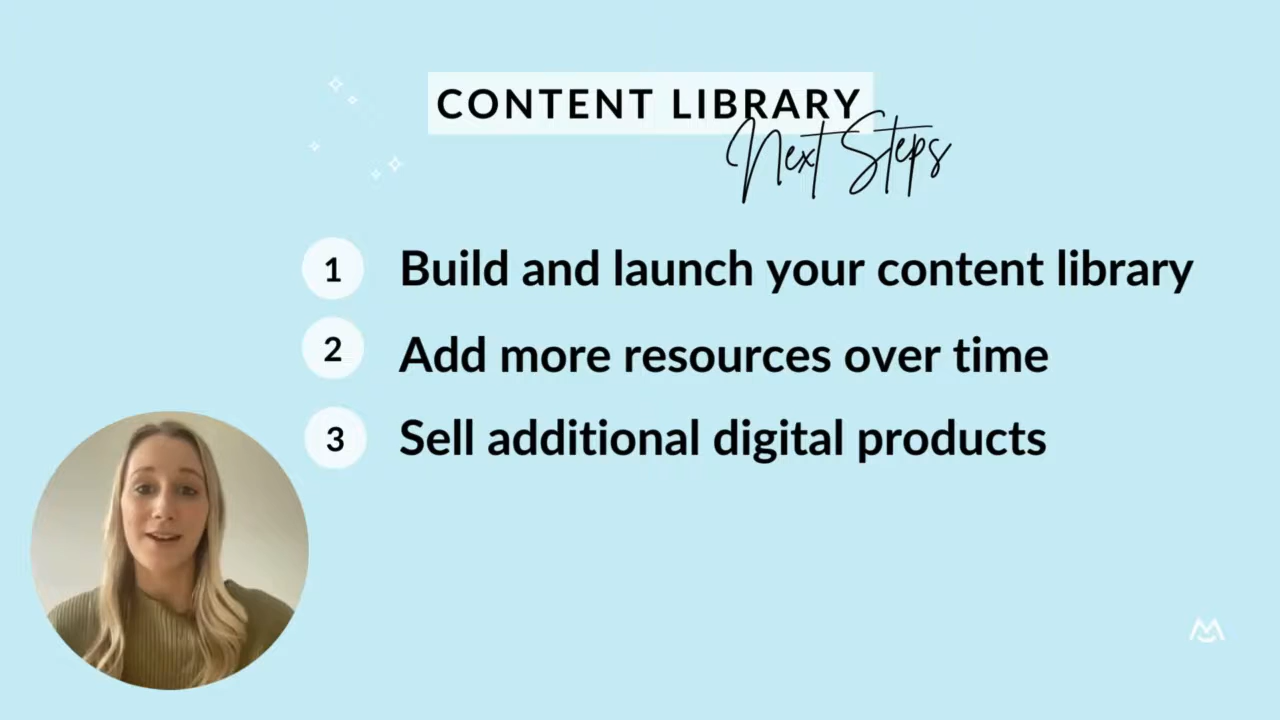 CONTENT LIBRARY
Next Steps
1 Build and launch your content library
2 Add more resources over time
3 Sell additional digital products